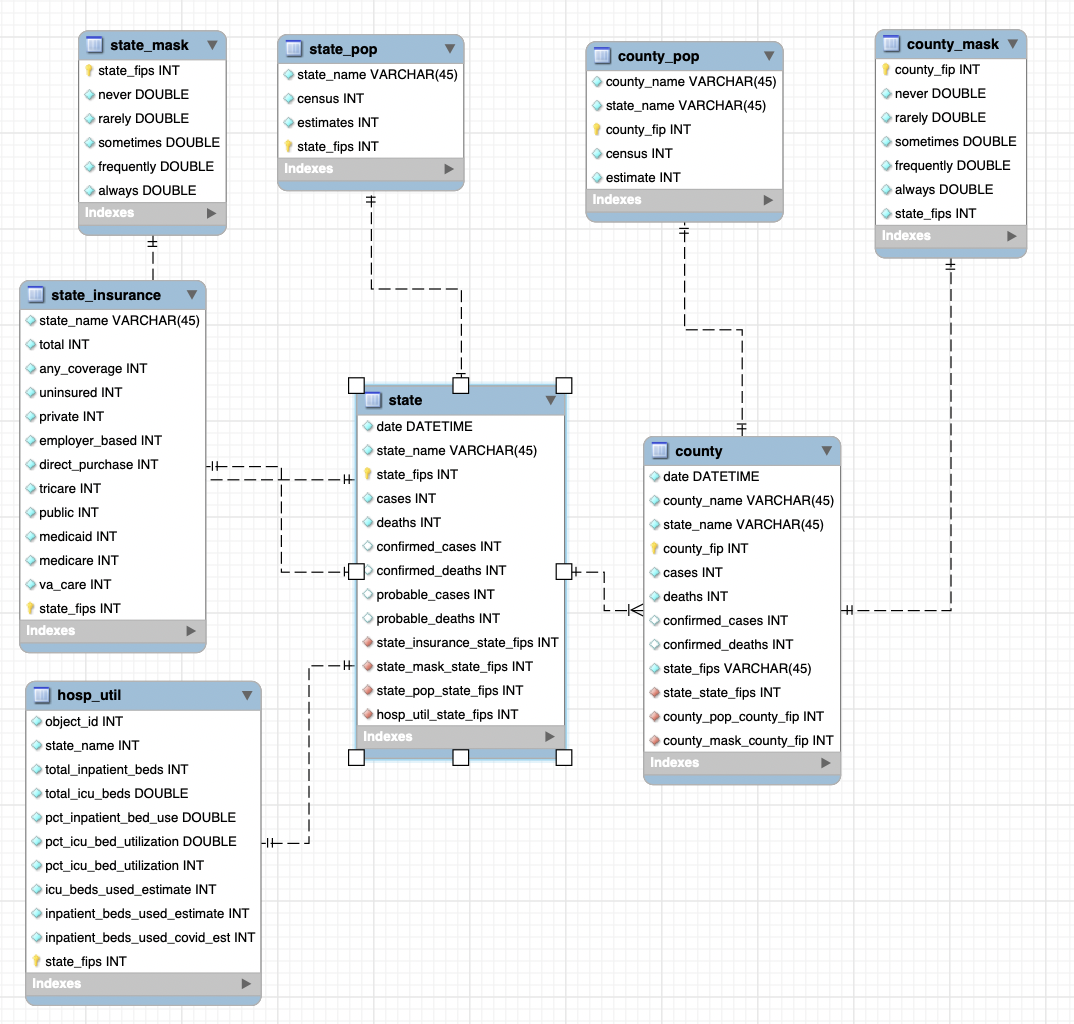 state_mask
state_fips INT
never DOUBLE
rarely DOUBLE
sometimes DOUBLE
frequently DOUBLE
always DOUBLE
Indexes
state_pop
state_name VARCHAR(45)
census INT
estimates INT
state_fips INT
Indexes
county_pop
county_name VARCHAR(45)
state_name VARCHAR(45)
county_fip INT
census INT
estimate INT
Indexes
county_mask
county_fip INT
never DOUBLE
rarely DOUBLE
sometimes DOUBLE
frequently DOUBLE
always DOUBLE
state_fips INT
Indexes
state_insurance
state_name VARCHAR(45)
total INT
any_coverage INT
uninsured INT
private INT
employer_based INT
direct_purchase INT
tricare INT
public INT
medicaid INT
medicare INT
va_care INT
state_fips INT
Indexes
state
date DATETIME
state_name VARCHAR(45)
state_fips INT
cases INT
deaths INT
confirmed_cases INT
confirmed_deaths INT
probable_cases INT
probable_deaths INT
state_insurance_state_fips INT
state_mask_state_fips INT
state_pop_state_fips INT
hosp_util_state_fips INT
Indexes
county
date DATETIME
county_name VARCHAR(45)
state_name VARCHAR(45)
county_fip INT
cases INT
deaths INT
confirmed_cases INT
confirmed_deaths INT
state_fips VARCHAR(45)
state_state_fips INT
county_pop_county_fip INT
county_mask_county_fip INT
Indexes
hosp_util
object_id INT
state_name INT
total_inpatient_beds INT
total_icu_beds DOUBLE
pct_inpatient_bed_use DOUBLE
pct_icu_bed_utilization DOUBLE
pct_icu_bed_utilization INT
icu_beds_used_estimate INT
inpatient_beds_used_estimate INT
inpatient_beds_used_covid_est INT
state_fips INT
Indexes